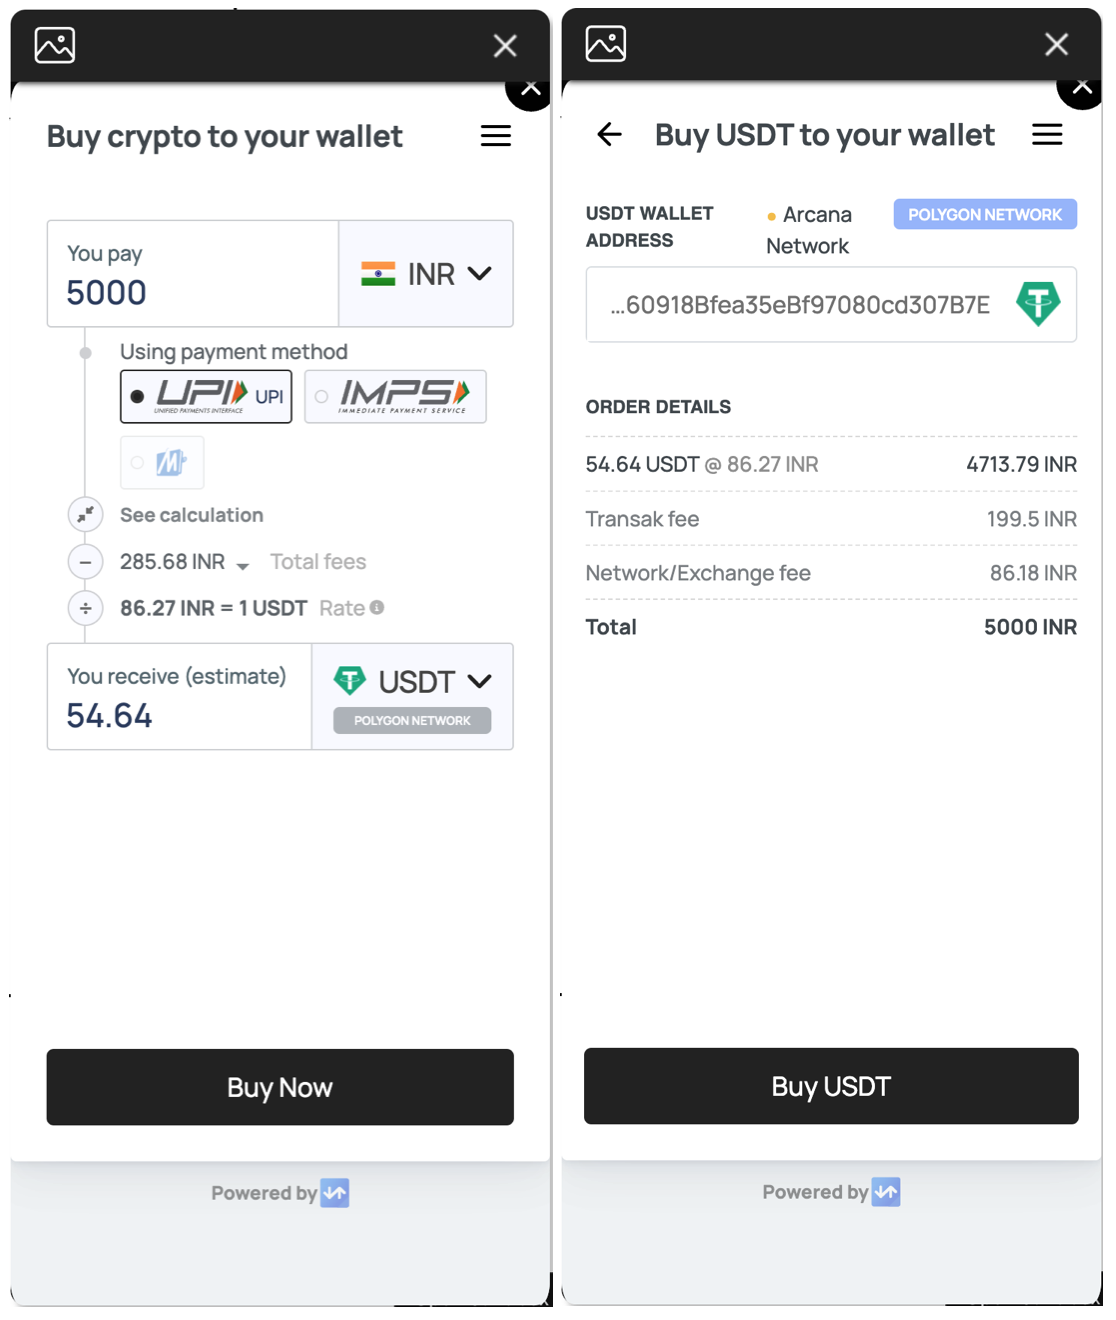 Buy crypto to your wallet
You pay
5000
INR
Using payment method
UPI UPI
UNIFIED PAYMENTS INTERFACE
IMPS
IMMEDIATE PAYMENT SERVICE
M
See calculation
285.68 INR Total fees
86.27 INR = 1 USDT Rate
You receive (estimate)
54.64
USDT
POLYGON NETWORK
Buy Now
Powered by
Buy USDT to your wallet
USDT WALLET
ADDRESS
Arcana
Network
POLYGON NETWORK
...60918Bfea35eBf97080cd307B7E
ORDER DETAILS
54.64 USDT @ 86.27 INR 4713.79 INR
Transak fee 199.5 INR
Network/Exchange fee 86.18 INR
Total 5000 INR
Buy USDT
Powered by